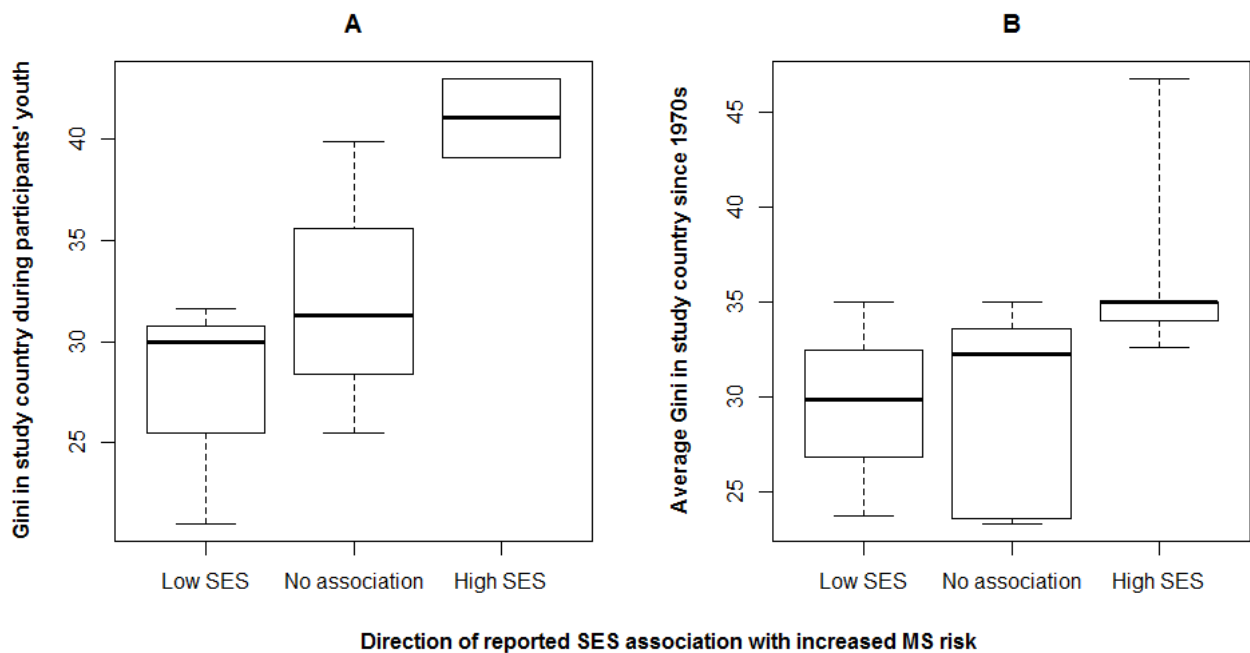 A
Gini in study country during participants' youth
40
35
30
25
Low SES No association High SES
B
Average Gini in study country since 1970s
45
40
35
30
25
Low SES No association High SES
Direction of reported SES association with increased MS risk